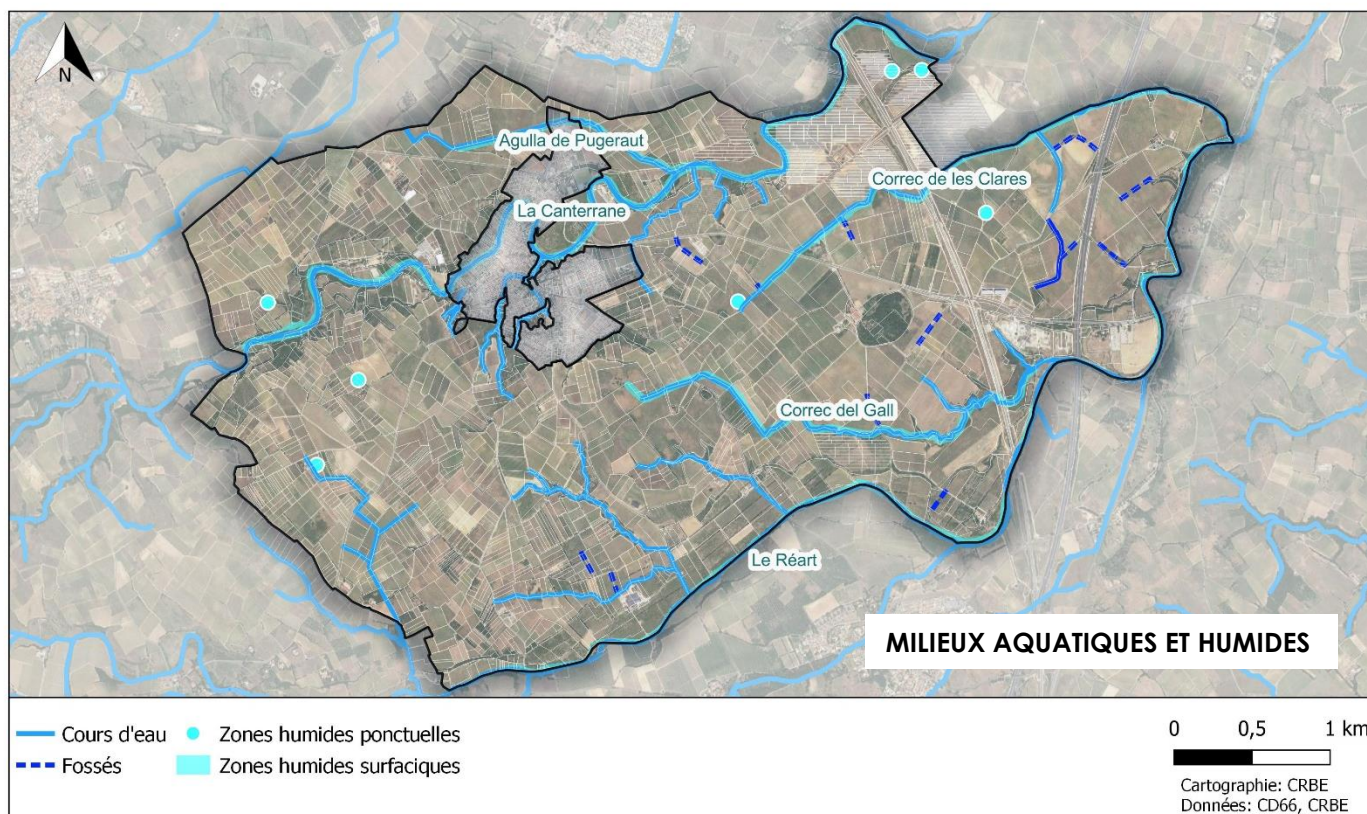 N
Agulla de Pugeraut
La Canterrane
Correc de les Clares
Correc del Gall
Le Réart
MILIEUX AQUATIQUES ET HUMIDES
Cours d'eau
Zones humides ponctuelles
Fossés
Zones humides surfaciques
0 0,5 1 km
Cartographie: CRBE
Données: CD66, CRBE